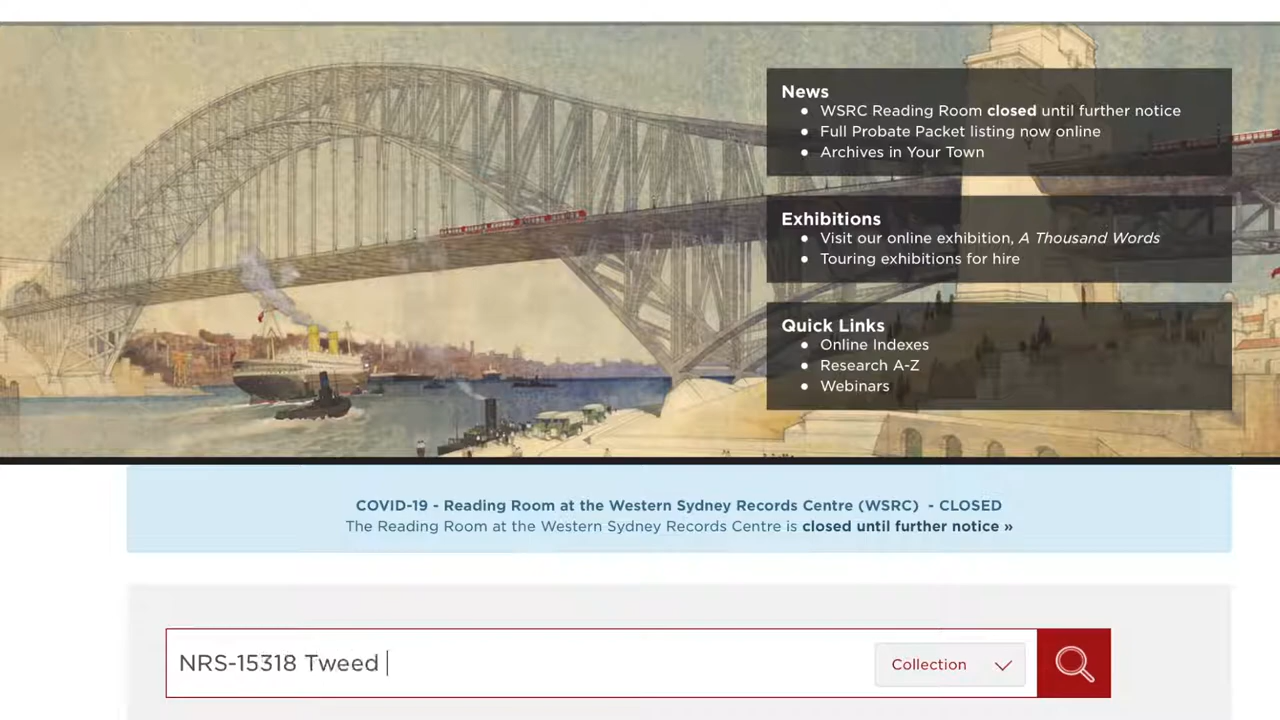 News
● WSRC Reading Room closed until further notice
● Full Probate Packet listing now online
● Archives in Your Town
Exhibitions
● Visit our online exhibition, A Thousand Words
● Touring exhibitions for hire
Quick Links
● Online Indexes
● Research A-Z
● Webinars
COVID-19 - Reading Room at the Western Sydney Records Centre (WSRC) - CLOSED
The Reading Room at the Western Sydney Records Centre is closed until further notice »
NRS-15318 Tweed
Collection